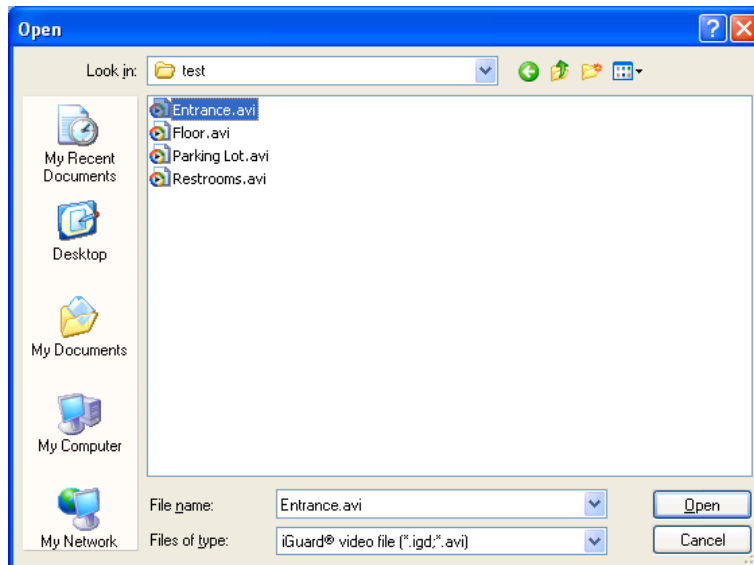 Open
Look in:
test
Entrance.avi
Floor.avi
Parking Lot.avi
Restrooms.avi
My Recent
Documents
Desktop
My Documents
My Computer
My Network
File name:
Entrance.avi
Open
Files of type:
iGuard® video file (*.igd;*.avi)
Cancel